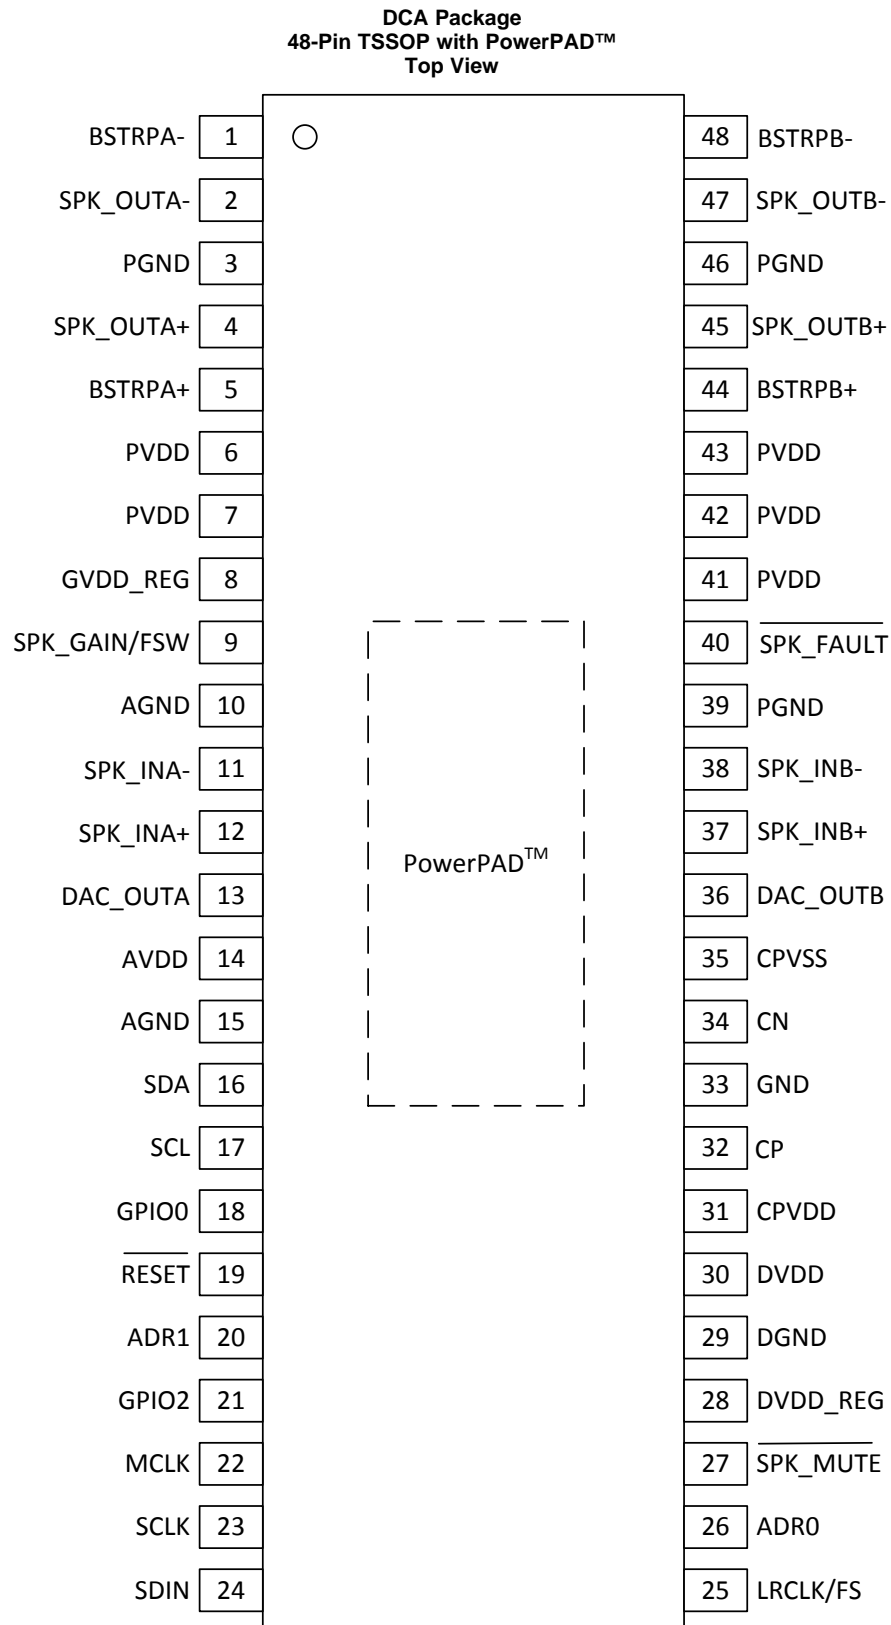 DCA Package
48-Pin TSSOP with PowerPAD™
Top View
BSTRPA- 1 48 BSTRPB-
SPK_OUTA- 2 47 SPK_OUTB-
PGND 3 46 PGND
SPK_OUTA+ 4 45 SPK_OUTB+
BSTRPA+ 5 44 BSTRPB+
PVDD 6 43 PVDD
PVDD 7 42 PVDD
GVDD_REG 8 41 PVDD
SPK_GAIN/FSW 9 40 SPK_FAULT
AGND 10 39 PGND
SPK_INA- 11 38 SPK_INB-
SPK_INA+ 12 37 SPK_INB+
PowerPAD™
DAC_OUTA 13 36 DAC_OUTB
AVDD 14 35 CPVSS
AGND 15 34 CN
SDA 16 33 GND
SCL 17 32 CP
GPIO0 18 31 CPVDD
RESET 19 30 DVDD
ADR1 20 29 DGND
GPIO2 21 28 DVDD_REG
MCLK 22 27 SPK_MUTE
SCLK 23 26 ADR0
SDIN 24 25 LRCLK/FS